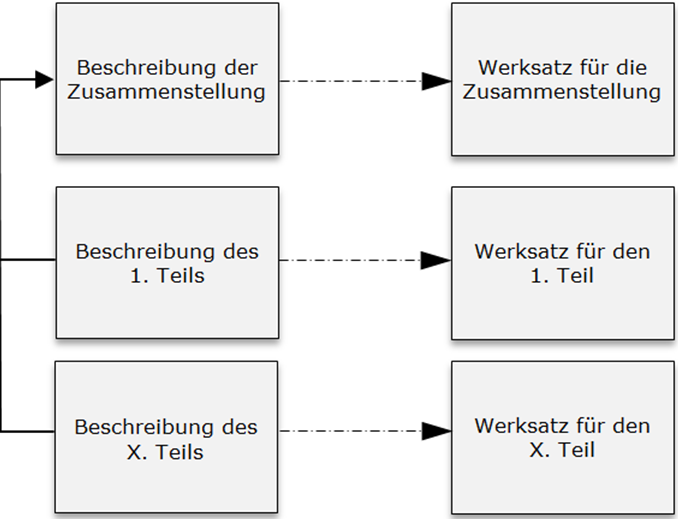 Beschreibung der
Zusammenstellung
Werksatz für die
Zusammenstellung
Beschreibung des
1. Teils
Werksatz für den
1. Teil
Beschreibung des
X. Teils
Werksatz für den
X. Teil